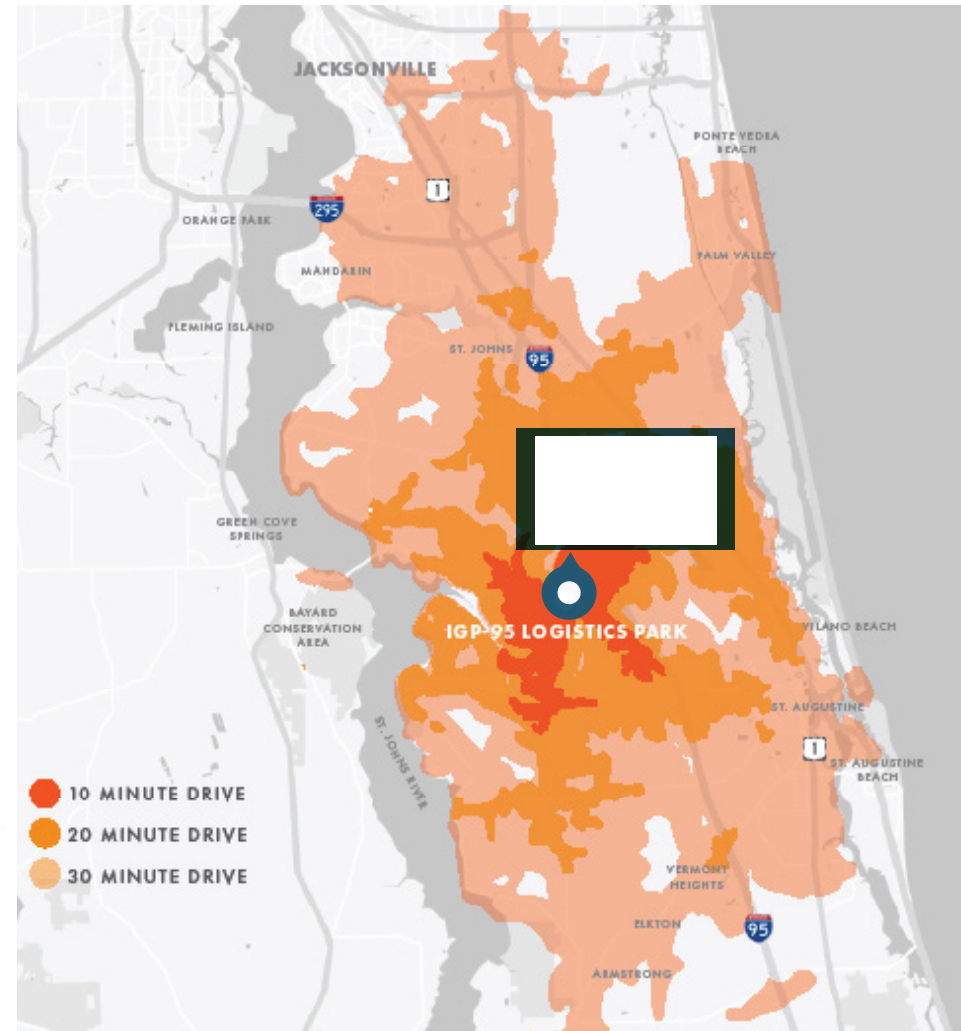 JACKSONVILLE
PONTE VEDRA
BEACH
1
295
ORANGE PARK
PALM VALLEY
MANDARIN
FLEMING ISLAND
ST. JOHNS
95
GREEN COVE
SPRINGS
BAYARD
CONSERVATION
AREA
IGP-95 LOGISTICS PARK
VILANO BEACH
ST. AUGUSTINE
ST. JOHNS RIVER
1
ST. AUGUSTINE
BEACH
10 MINUTE DRIVE
20 MINUTE DRIVE
30 MINUTE DRIVE
VERMONT
HEIGHTS
ELKTON
95
ARMSTRONG